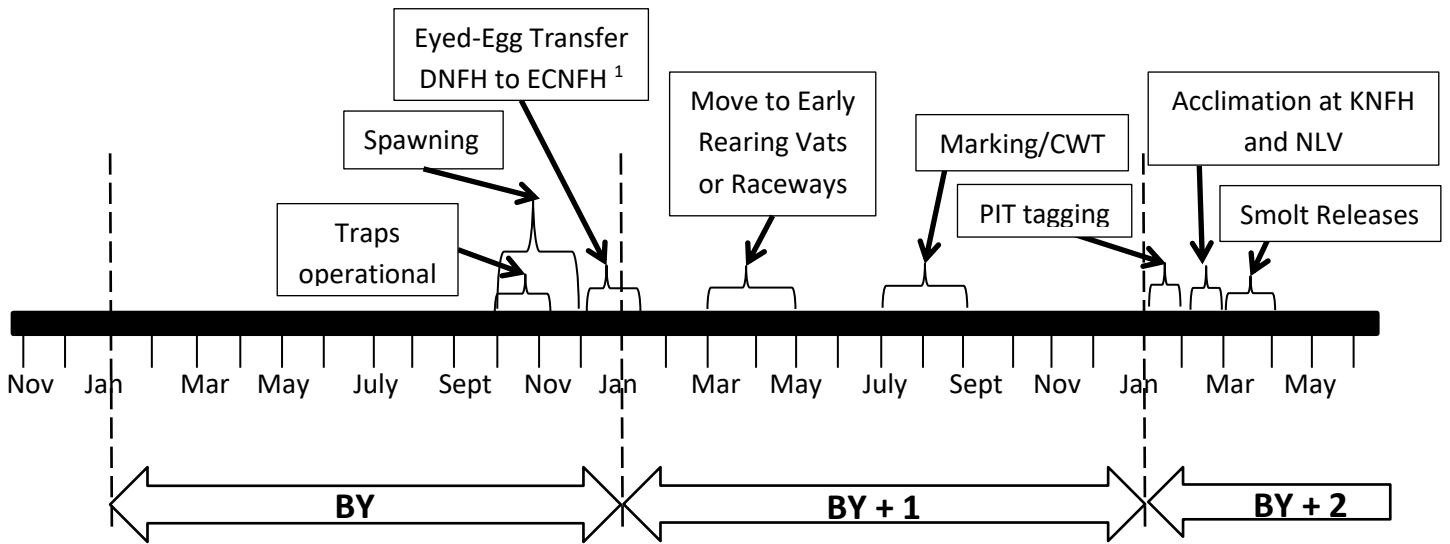 Eyed-Egg Transfer
DNFH to ECNFH ¹
Spawning
Traps
operational
Move to Early
Rearing Vats
or Raceways
Marking/CWT
Acclimation at KNFH
and NLV
PIT tagging
Smolt Releases
Nov Jan Mar May July Sept Nov Jan Mar May July Sept Nov Jan Mar May
BY BY + 1 BY + 2